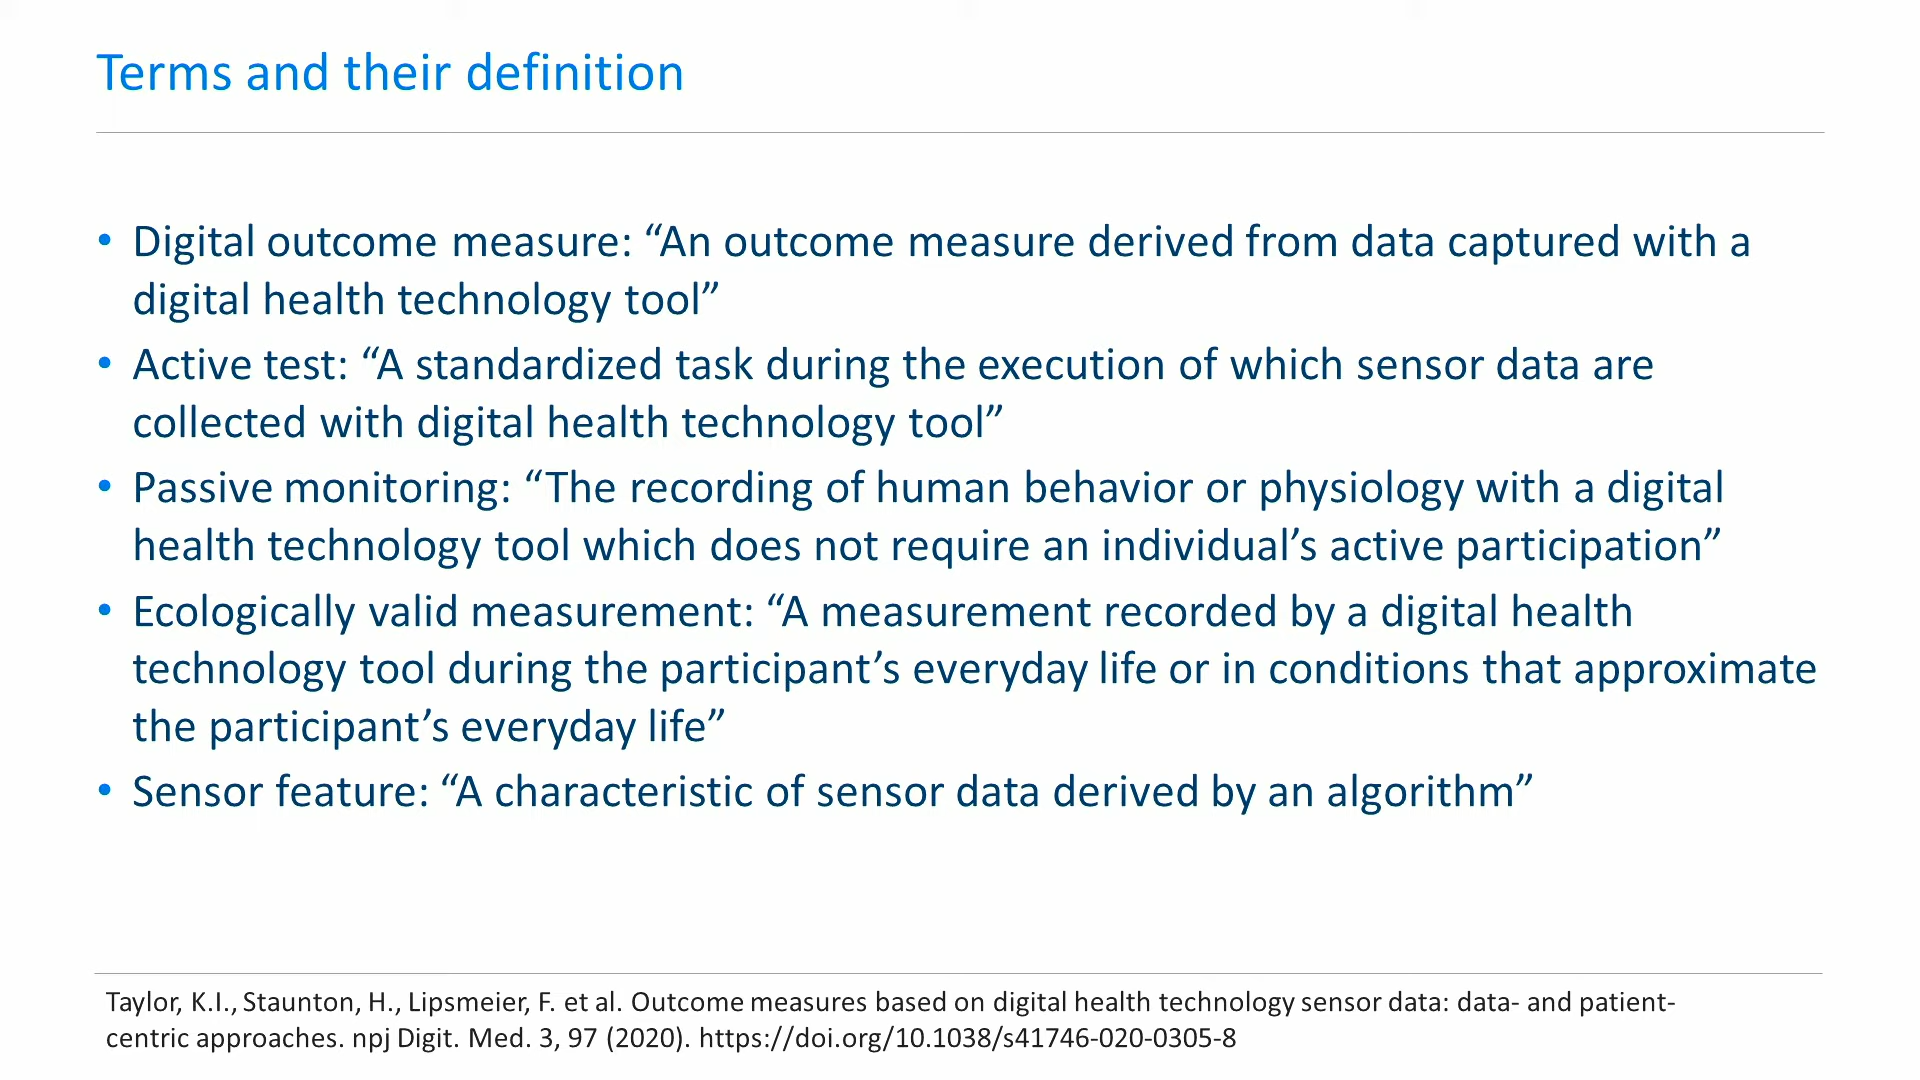 Terms and their definition
• Digital outcome measure: “An outcome measure derived from data captured with a
digital health technology tool”
• Active test: “A standardized task during the execution of which sensor data are
collected with digital health technology tool”
• Passive monitoring: “The recording of human behavior or physiology with a digital
health technology tool which does not require an individual’s active participation”
• Ecologically valid measurement: “A measurement recorded by a digital health
technology tool during the participant’s everyday life or in conditions that approximate
the participant’s everyday life”
• Sensor feature: “A characteristic of sensor data derived by an algorithm”
Taylor, K.I., Staunton, H., Lipsmeier, F. et al. Outcome measures based on digital health technology sensor data: data- and patient-
centric approaches. npj Digit. Med. 3, 97 (2020). https://doi.org/10.1038/s41746-020-0305-8